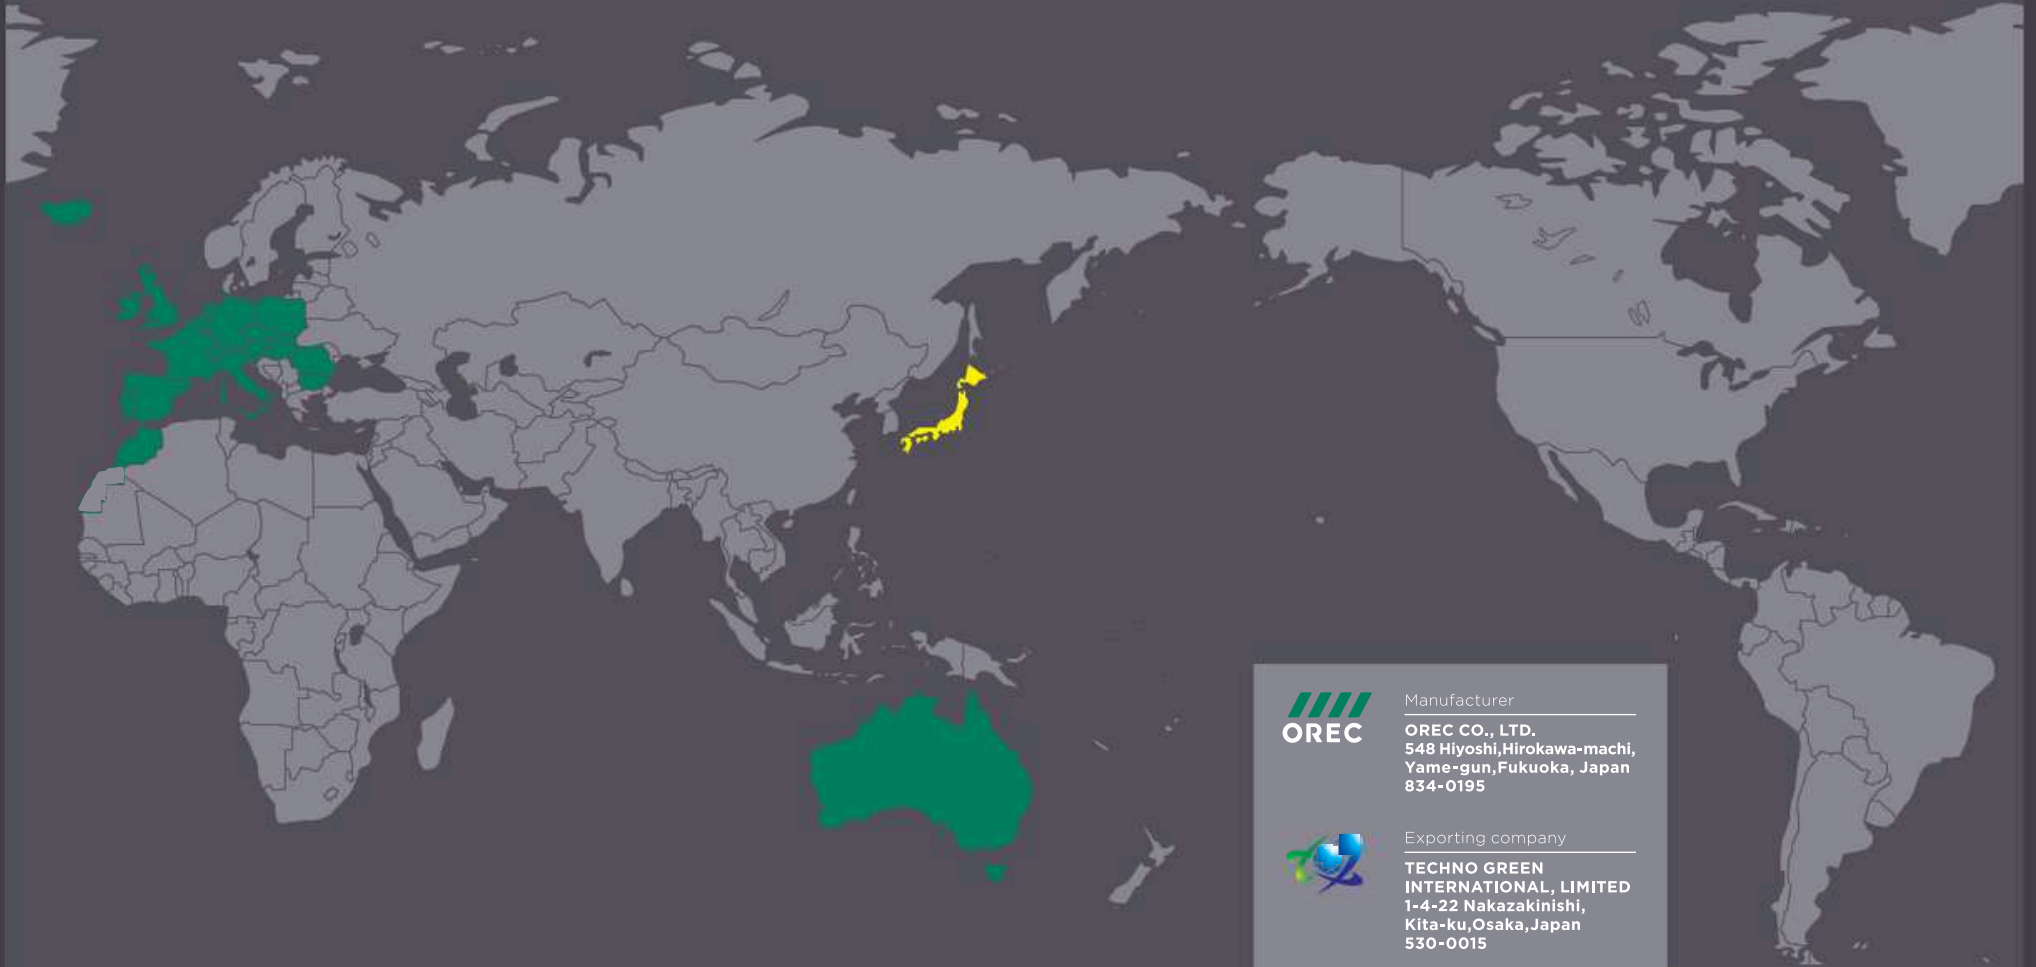 OREC
Manufacturer
OREC CO., LTD.
548 Hiyoshi,Hirokawa-machi,
Yame-gun,Fukuoka, Japan
834-0195
Exporting company
TECHNO GREEN
INTERNATIONAL, LIMITED
1-4-22 Nakazakinishi,
Kita-ku,Osaka,Japan
530-0015